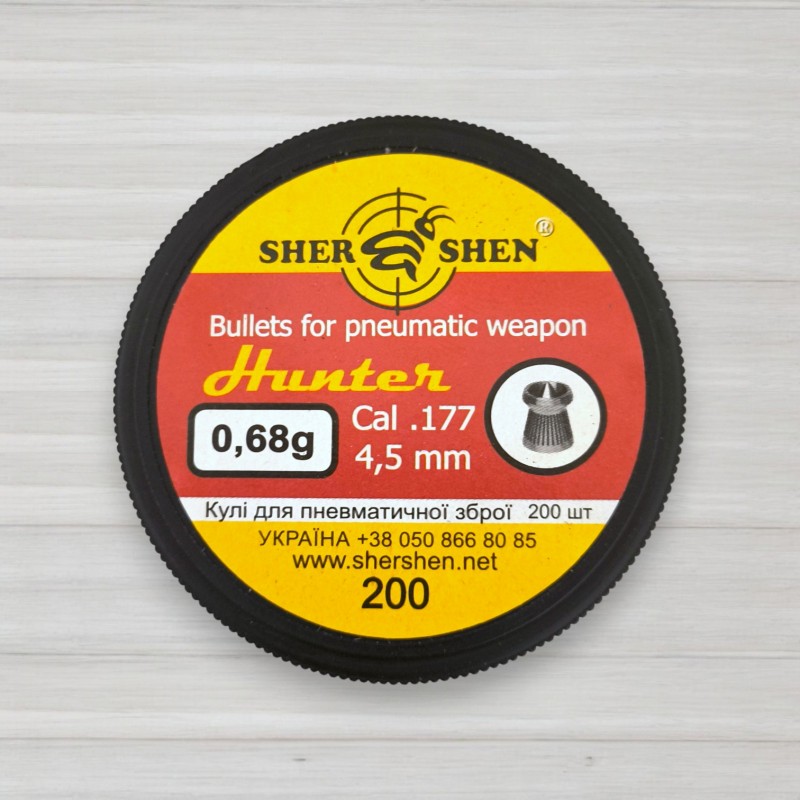 SHER SHEN ®
Bullets for pneumatic weapon
Hunter
0,68g
Cal .177
4,5 mm
Кулі для пневматичної зброї 200 шт
УКРАЇНА +38 050 866 80 85
www.shershen.net
200